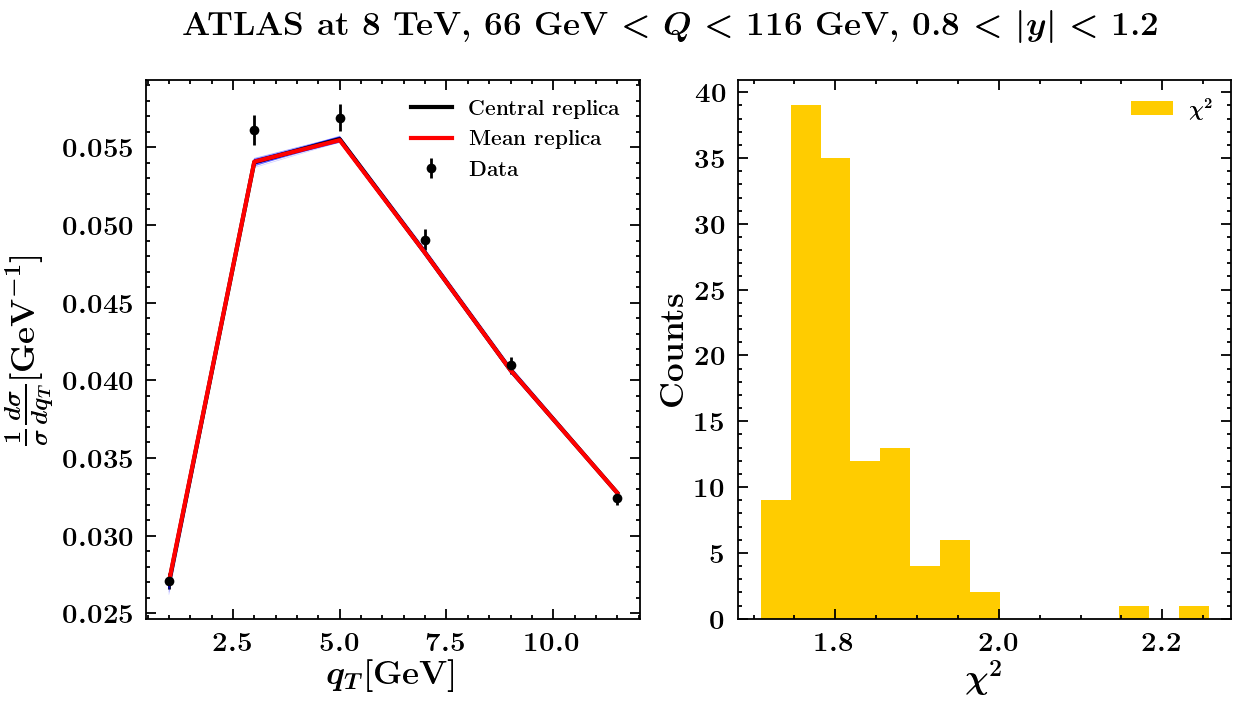 ATLAS at 8 TeV, 66 GeV < Q < 116 GeV, 0.8 < |y| < 1.2
Central replica
Mean replica
Data
0.055
0.050
0.045
0.040
0.035
0.030
0.025
2.5 5.0 7.5 10.0
q_T[GeV]
\frac{1}{σ}\frac{dσ}{dq_T}[GeV⁻¹]
χ²
40
35
30
25
20
15
10
5
0
1.8 2.0 2.2
χ²
Counts